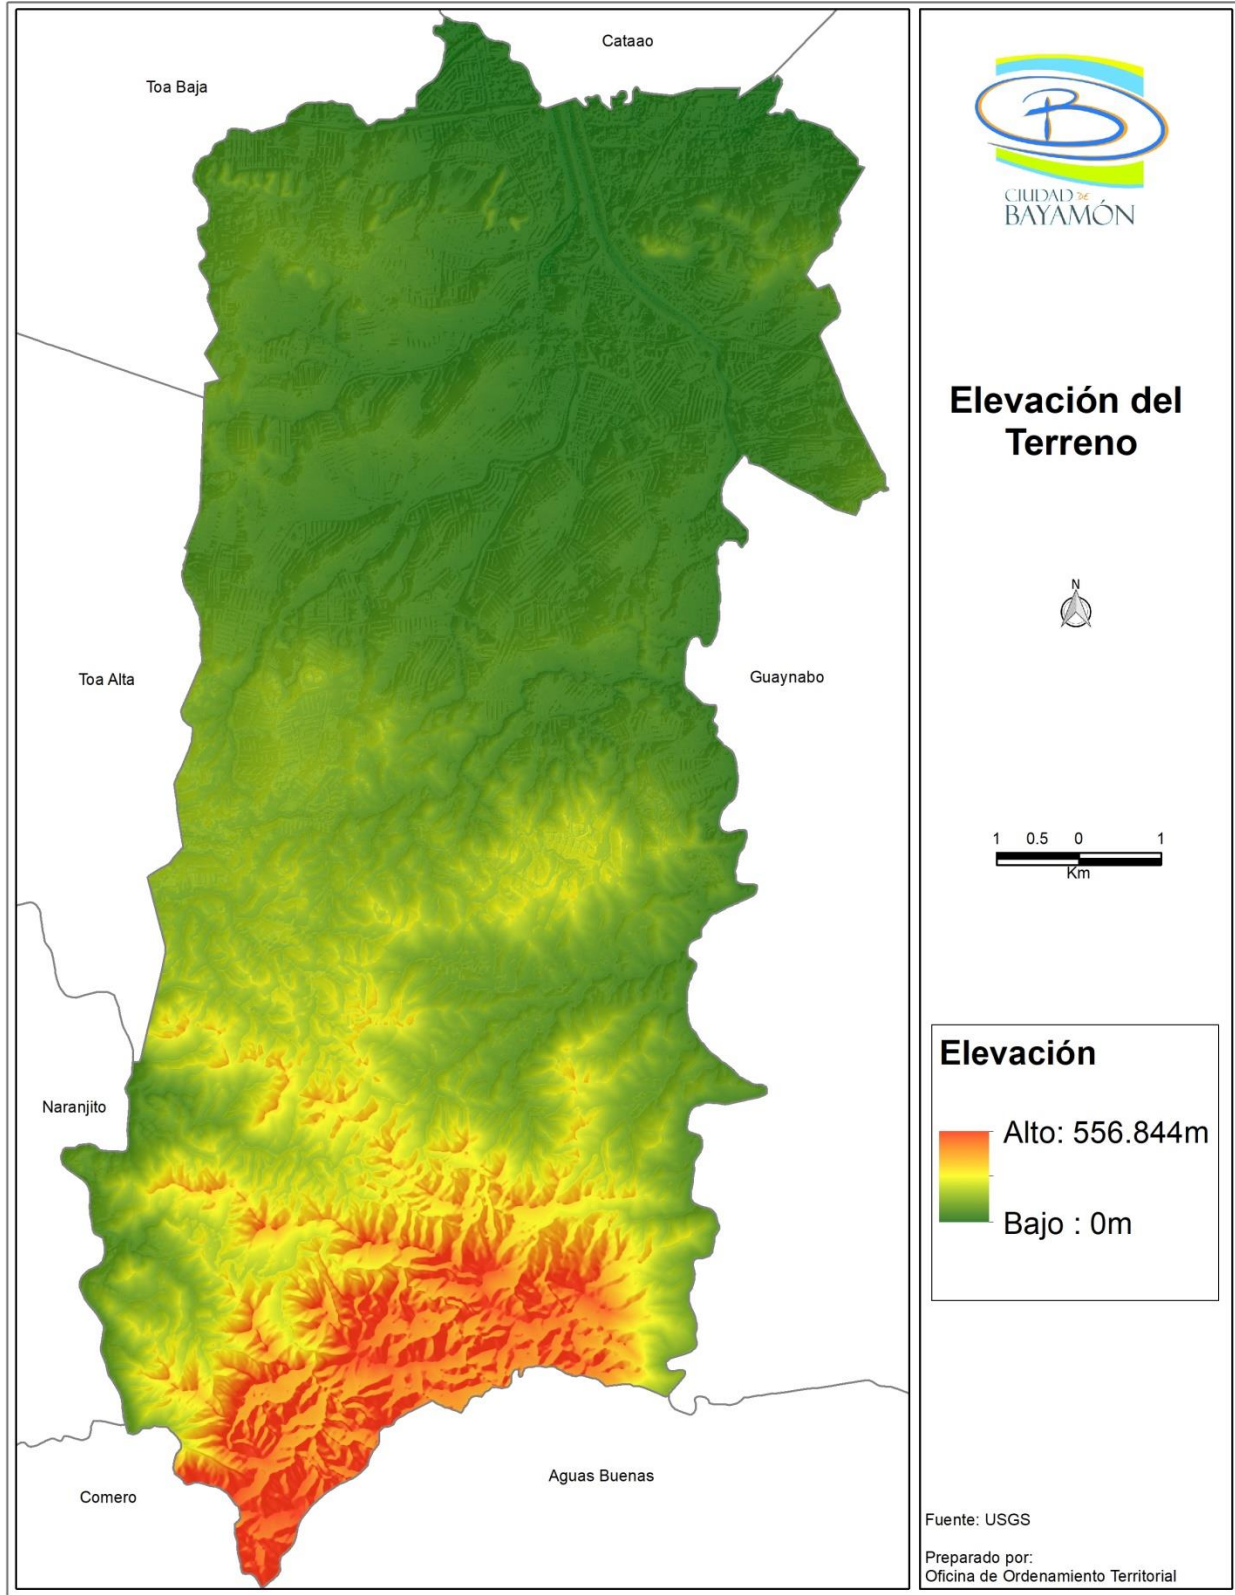 Cataao
Toa Baja
Toa Alta
Guaynabo
Naranjito
Comero
Aguas Buenas
CIUDAD DE
BAYAMÓN
Elevación del
Terreno
N
1 0.5 0 1
Km
Elevación
Alto: 556.844m
Bajo : 0m
Fuente: USGS
Preparado por:
Oficina de Ordenamiento Territorial